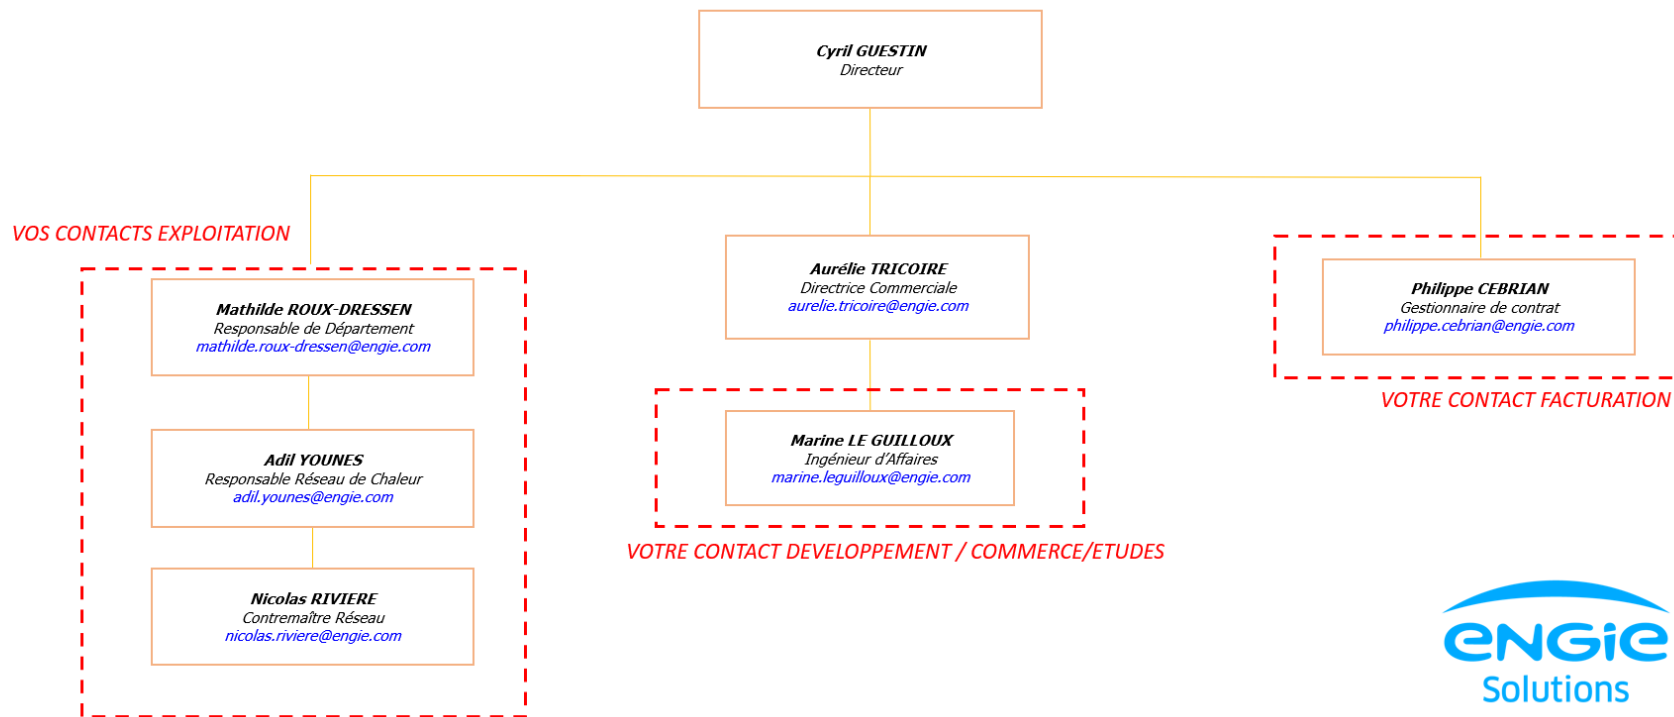 Cyril GUESTIN
Directeur
VOS CONTACTS EXPLOITATION
Mathilde ROUX-DRESSEN
Responsable de Département
mathilde.roux-dressen@engie.com
Adil YOUNES
Responsable Réseau de Chaleur
adil.younes@engie.com
Nicolas RIVIERE
Contremaître Réseau
nicolas.riviere@engie.com
Aurélie TRICOIRE
Directrice Commerciale
aurelie.tricoire@engie.com
Marine LE GUILLOUX
Ingénieur d'Affaires
marine.leguilloux@engie.com
VOTRE CONTACT DEVELOPPEMENT / COMMERCE/ETUDES
Philippe CEBRIAN
Gestionnaire de contrat
philippe.cebrian@engie.com
VOTRE CONTACT FACTURATION
eNGie
Solutions